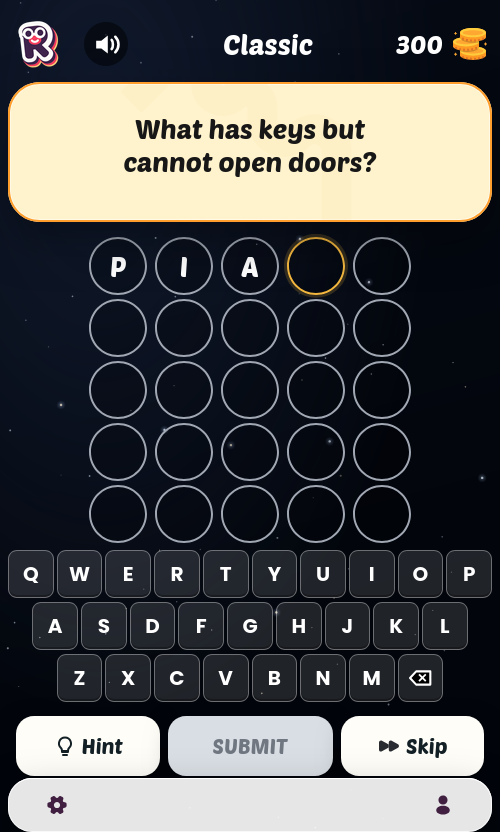 Classic
300
What has keys but
cannot open doors?
P I A
Q W E R T Y U I O P
A S D F G H J K L
Z X C V B N M
Hint
SUBMIT
Skip